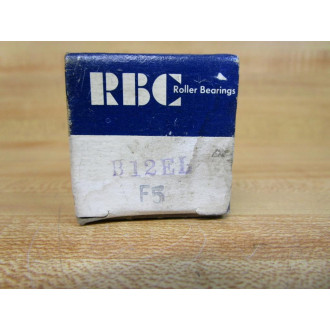 RBC Roller Bearings
B12EL
F5